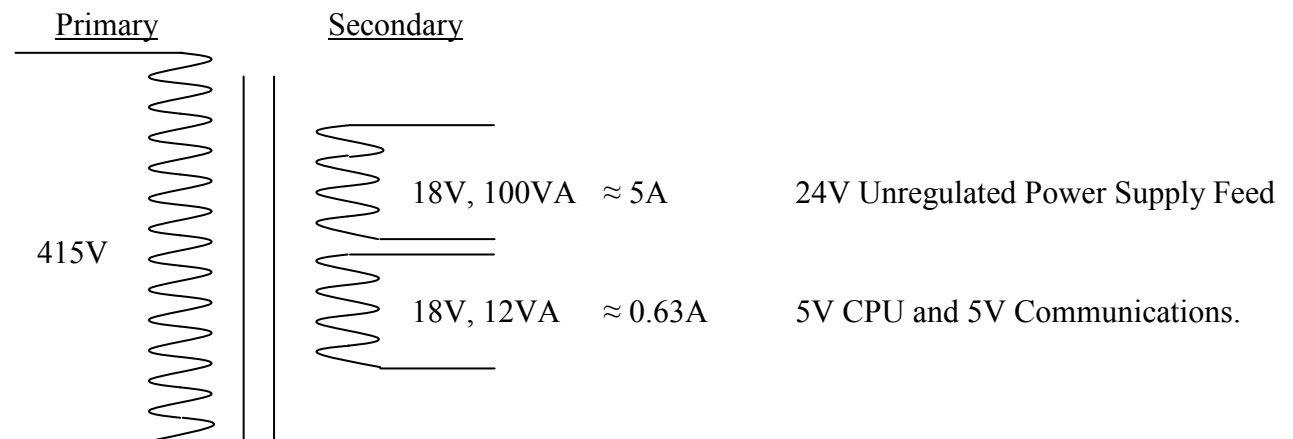 Primary Secondary
18V, 100VA ≈ 5A 24V Unregulated Power Supply Feed
415V
18V, 12VA ≈ 0.63A 5V CPU and 5V Communications.